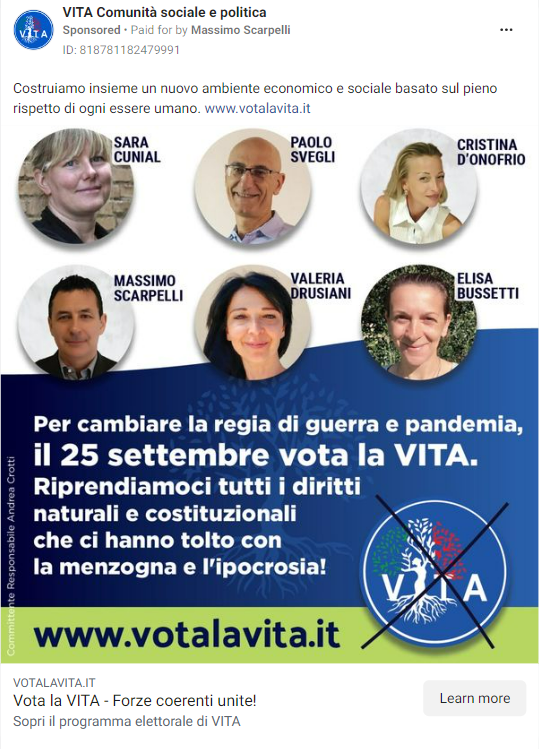 VITA Comunità sociale e politica
Sponsored • Paid for by Massimo Scarpelli
ID: 818781182479991
Costruiamo insieme un nuovo ambiente economico e sociale basato sul pieno
rispetto di ogni essere umano. www.votalavita.it
SARA
CUNIAL
PAOLO
SVEGLI
CRISTINA
D'ONOFRIO
MASSIMO
SCARPELLI
VALERIA
DRUSIANI
ELISA
BUSSETTI
Per cambiare la regia di guerra e pandemia,
il 25 settembre vota la VITA.
Riprendiamoci tutti i diritti
naturali e costituzionali
che ci hanno tolto con
la menzogna e l'ipocrosia!
VITA
www.votalavita.it
Committente Responsabile Andrea Crotti
VOTALAVITA.IT
Vota la VITA - Forze coerenti unite!
Sopri il programma elettorale di VITA
Learn more